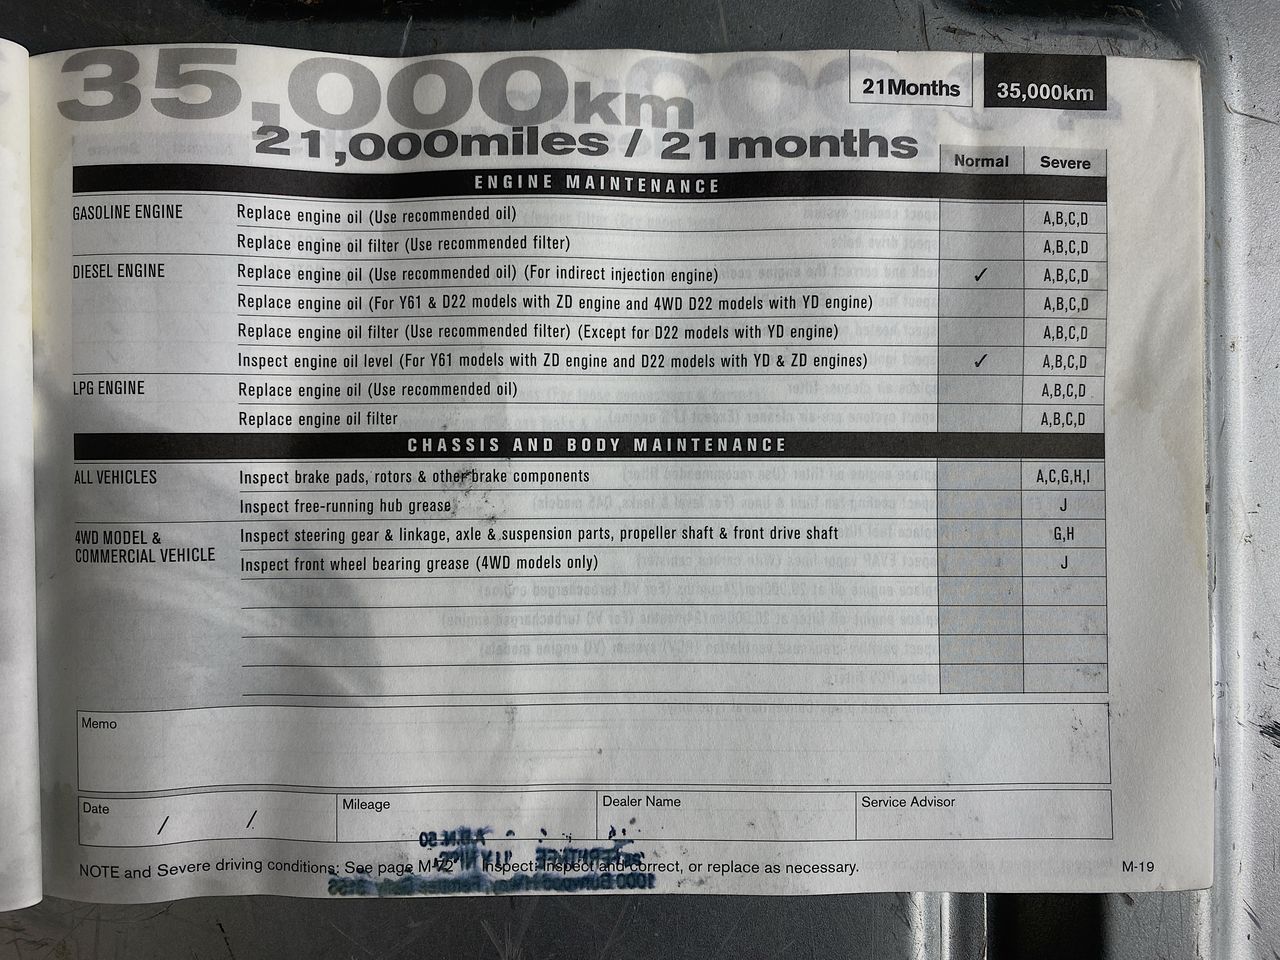 35,000km
21,000miles / 21months
21Months
35,000km
Normal Severe
ENGINE MAINTENANCE
GASOLINE ENGINE Replace engine oil (Use recommended oil) A,B,C,D
Replace engine oil filter (Use recommended filter) A,B,C,D
DIESEL ENGINE Replace engine oil (Use recommended oil) (For indirect injection engine) ✓ A,B,C,D
Replace engine oil (For Y61 & D22 models with ZD engine and 4WD D22 models with YD engine) A,B,C,D
Replace engine oil filter (Use recommended filter) (Except for D22 models with YD engine) A,B,C,D
Inspect engine oil level (For Y61 models with ZD engine and D22 models with YD & ZD engines) ✓ A,B,C,D
LPG ENGINE Replace engine oil (Use recommended oil) A,B,C,D
Replace engine oil filter A,B,C,D
CHASSIS AND BODY MAINTENANCE
ALL VEHICLES Inspect brake pads, rotors & other brake components A,C,G,H,I
Inspect free-running hub grease J
4WD MODEL & COMMERCIAL VEHICLE Inspect steering gear & linkage, axle & suspension parts, propeller shaft & front drive shaft G,H
Inspect front wheel bearing grease (4WD models only) J
Memo
Date / / Mileage Dealer Name Service Advisor
NOTE and Severe driving conditions: See page M-72 Inspect: Inspect and correct, or replace as necessary.
M-19